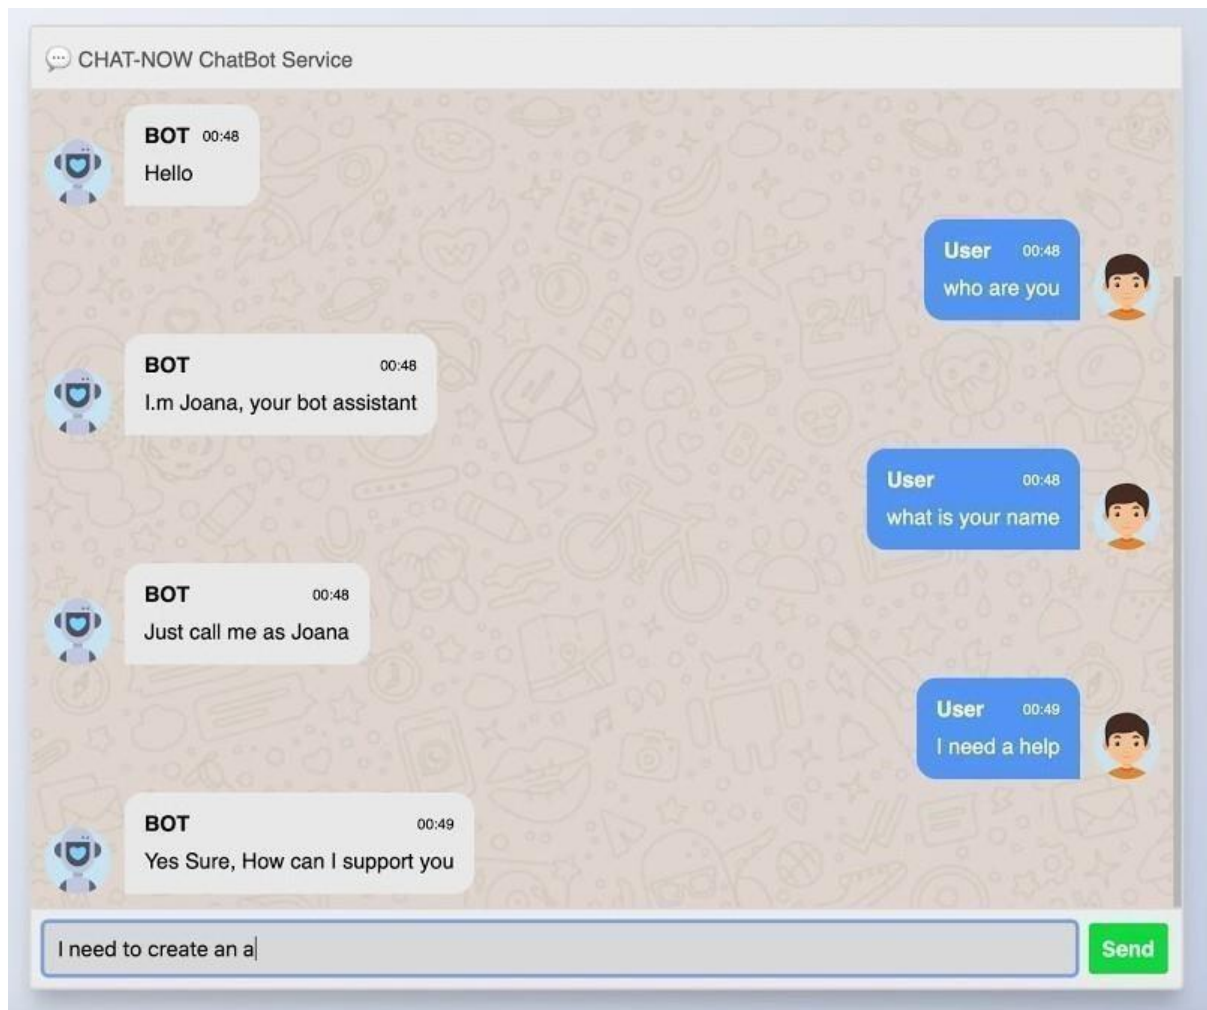 CHAT-NOW ChatBot Service
BOT 00:48
Hello
User 00:48
who are you
BOT 00:48
I.m Joana, your bot assistant
User 00:48
what is your name
BOT 00:48
Just call me as Joana
User 00:49
I need a help
BOT 00:49
Yes Sure, How can I support you
I need to create an a
Send